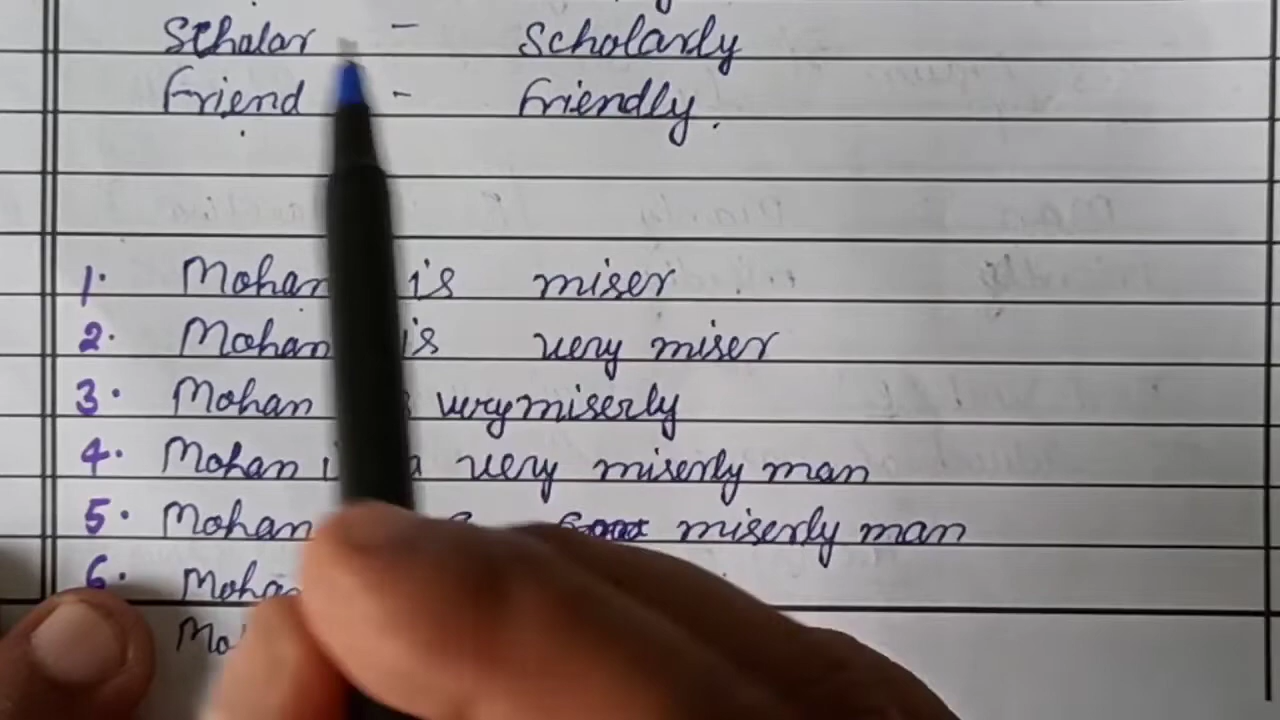 Scholar - Scholarly
Friend - Friendly.
1. Mohan is miser
2. Mohan is very miser
3. Mohan very miserly
4. Mohan a very miserly man
5. Mohan miserly man
6. Mohan